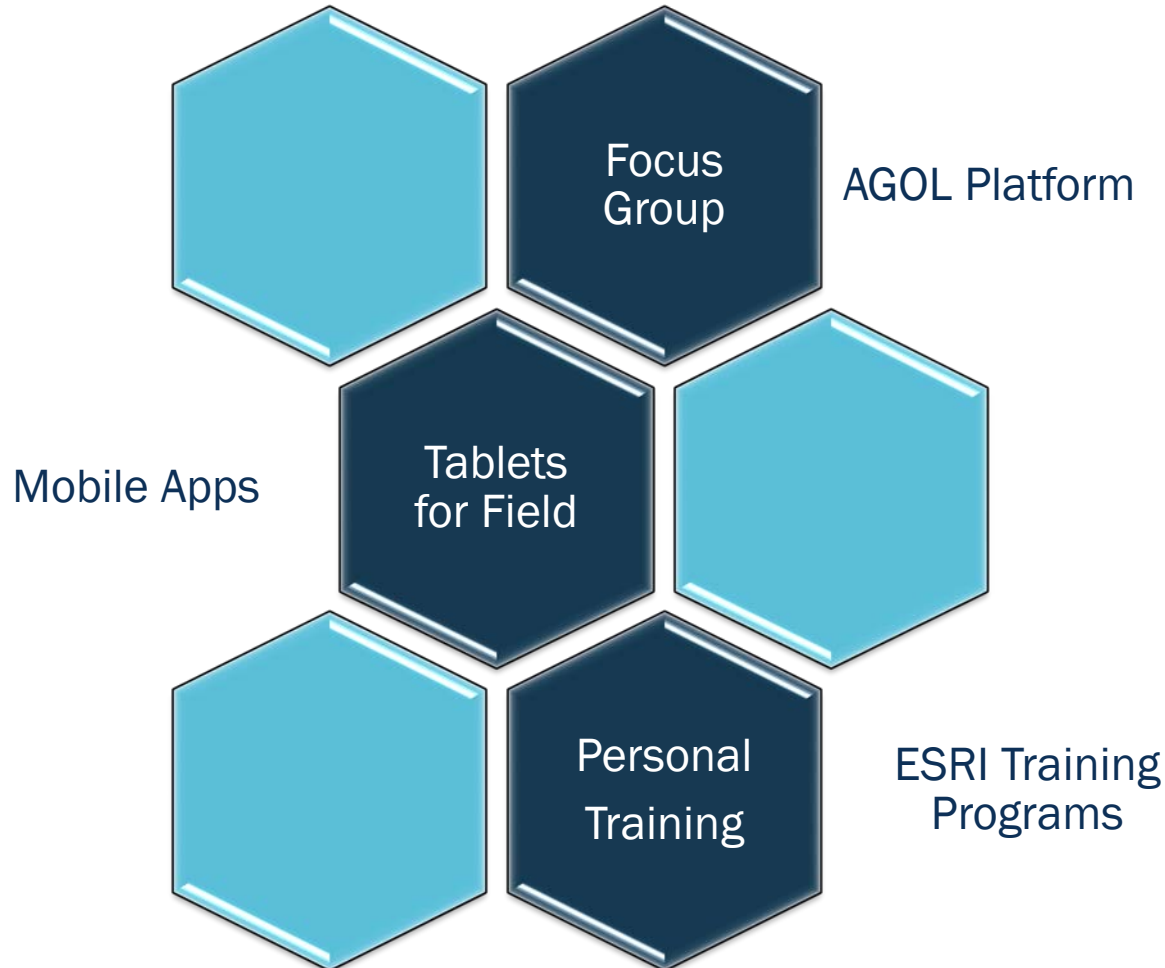 Focus
Group
AGOL Platform
Mobile Apps
Tablets
for Field
Personal
Training
ESRI Training
Programs